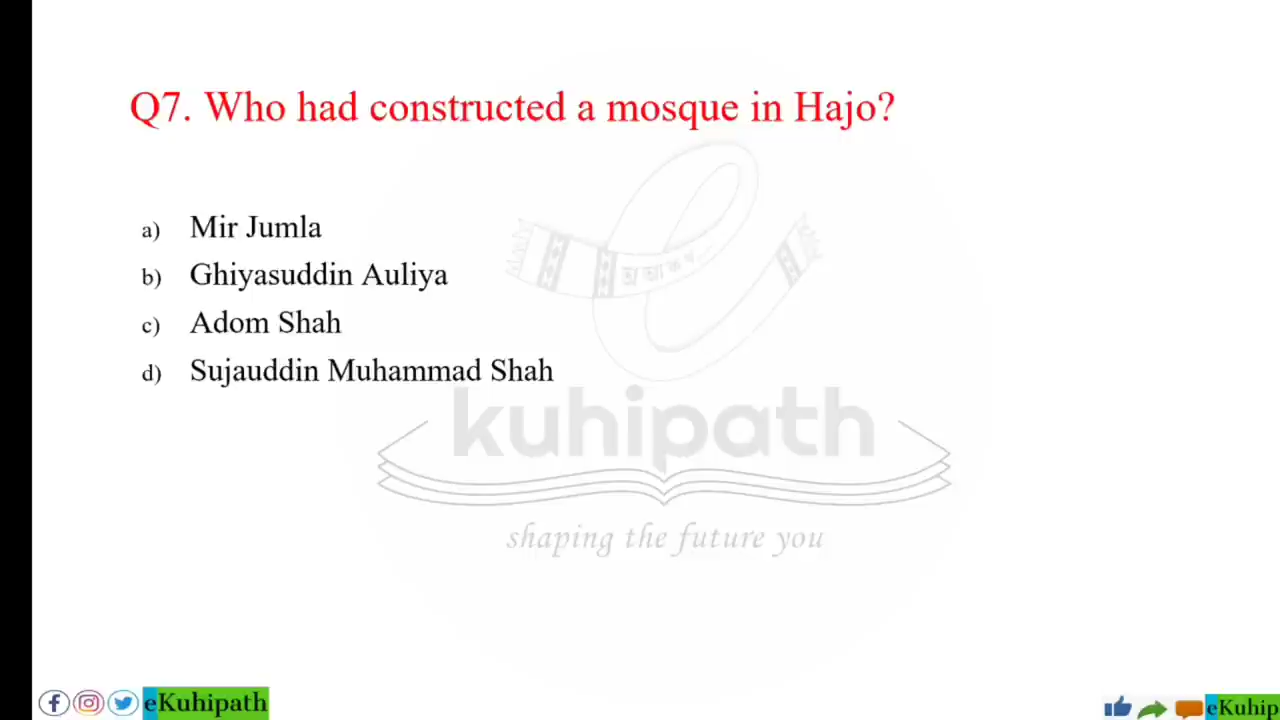 Q7. Who had constructed a mosque in Hajo?
a) Mir Jumla
b) Ghiyasuddin Auliya
c) Adom Shah
d) Sujauddin Muhammad Shah
kuhipath
shaping the future you
eKuhipath
eKuhip